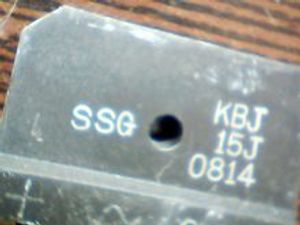 SSG
KBJ
15J
0814
+ ~